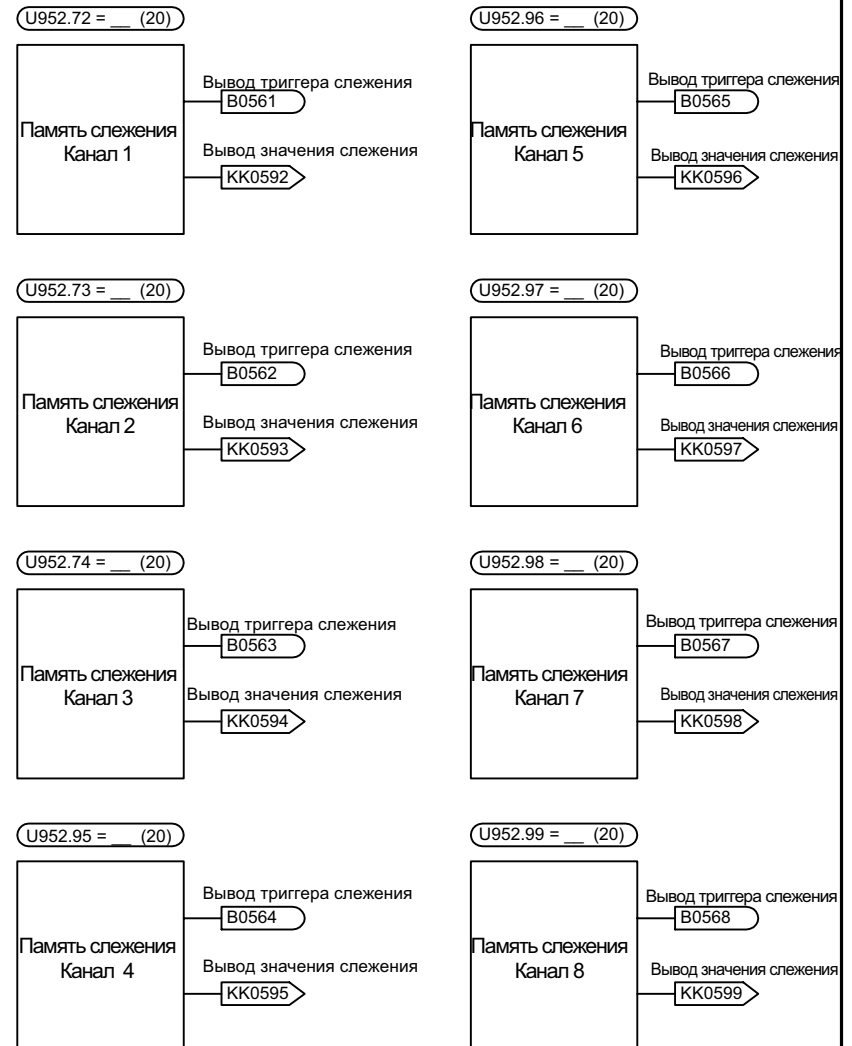 U952.72 = __ (20)
Память слежения
Канал 1
Вывод триггера слежения
B0561
Вывод значения слежения
KK0592
U952.96 = __ (20)
Память слежения
Канал 5
Вывод триггера слежения
B0565
Вывод значения слежения
KK0596
U952.73 = __ (20)
Память слежения
Канал 2
Вывод триггера слежения
B0562
Вывод значения слежения
KK0593
U952.97 = __ (20)
Память слежения
Канал 6
Вывод триггера слежения
B0566
Вывод значения слежения
KK0597
U952.74 = __ (20)
Память слежения
Канал 3
Вывод триггера слежения
B0563
Вывод значения слежения
KK0594
U952.98 = __ (20)
Память слежения
Канал 7
Вывод триггера слежения
B0567
Вывод значения слежения
KK0598
U952.95 = __ (20)
Память слежения
Канал 4
Вывод триггера слежения
B0564
Вывод значения слежения
KK0595
U952.99 = __ (20)
Память слежения
Канал 8
Вывод триггера слежения
B0568
Вывод значения слежения
KK0599